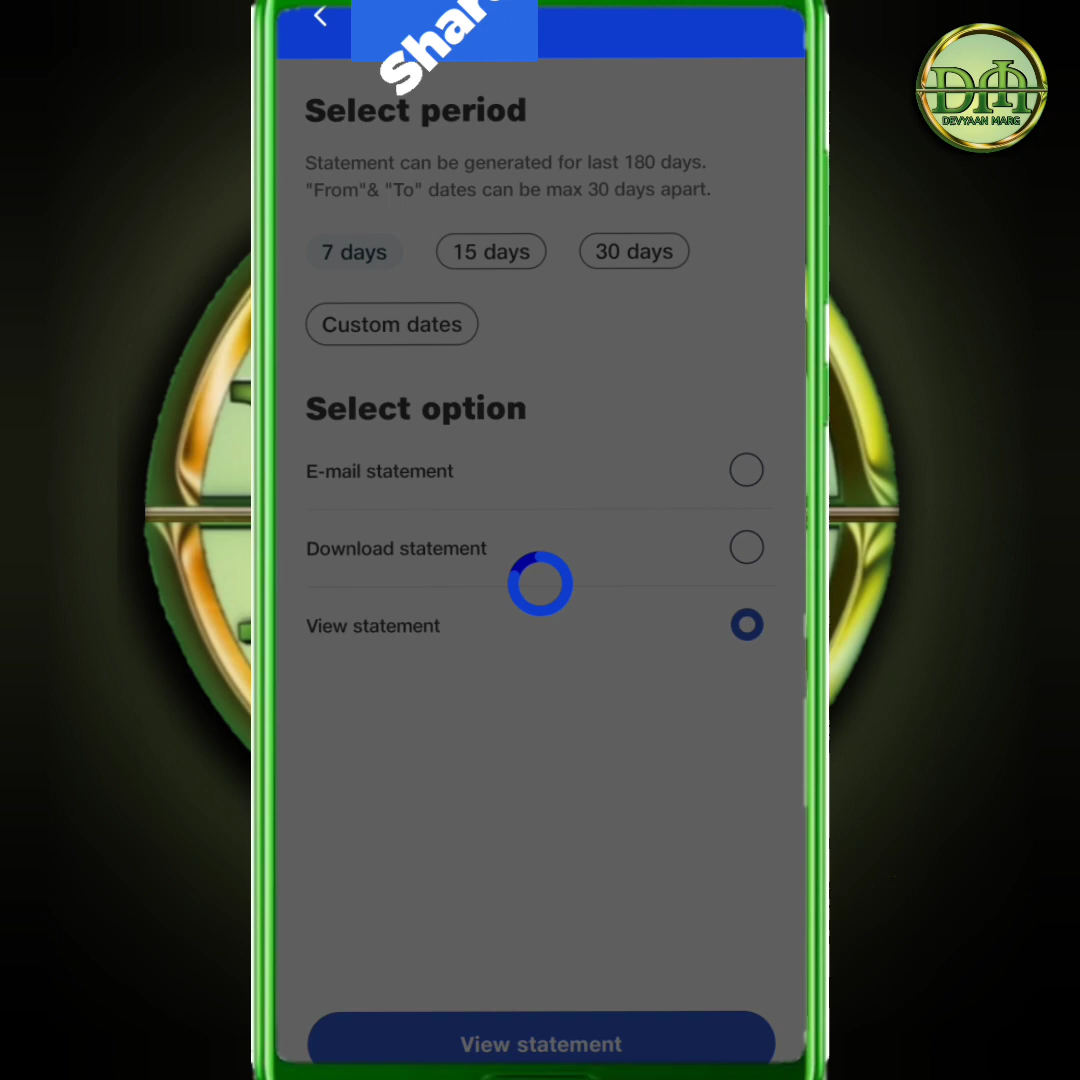 Select period
Statement can be generated for last 180 days.
"From"& "To" dates can be max 30 days apart.
7 days
15 days
30 days
Custom dates
Select option
E-mail statement
Download statement
View statement
View statement
DEVYAAN MARG